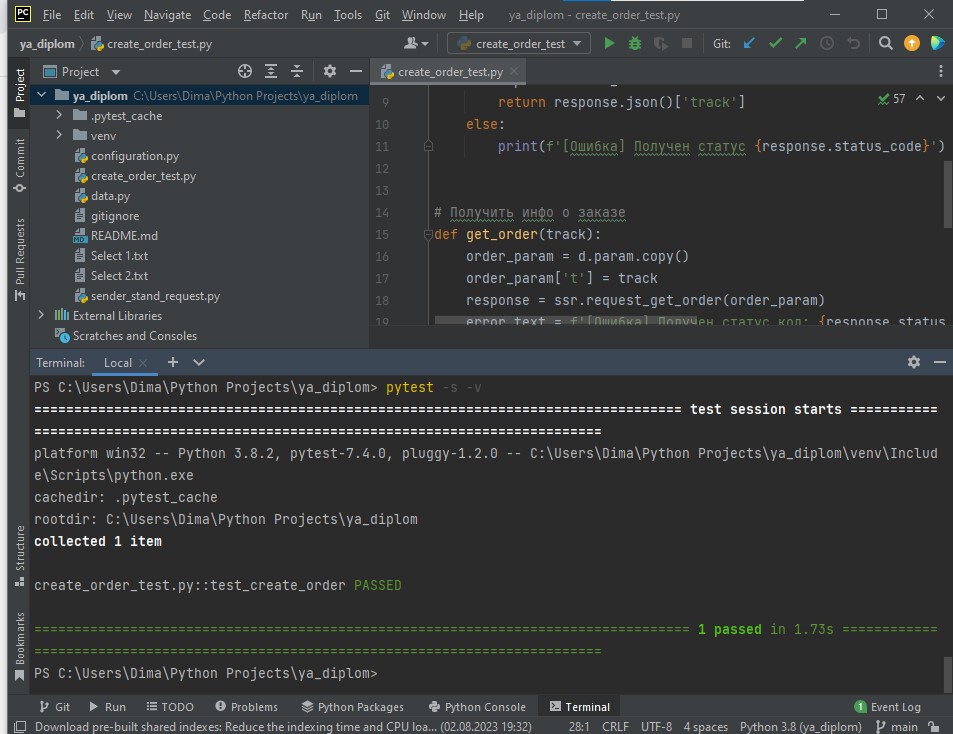 PC File Edit View Navigate Code Refactor Run Tools Git Window Help ya_diplom - create_order_test.py
ya_diplom create_order_test.py create_order_test Git:
Project create_order_test.py
ya_diplom C:\Users\Dima\Python Projects\ya_diplom
.pytest_cache
venv
configuration.py
create_order_test.py
data.py
gitignore
README.md
Select 1.txt
Select 2.txt
sender_stand_request.py
External Libraries
Scratches and Consoles
57
9 return response.json()['track']
10 else:
11 print(f'[Ошибка] Получен статус {response.status_code}')
12
13
14 # Получить инфо о заказе
15 def get_order(track):
16 order_param = d.param.copy()
17 order_param['t'] = track
18 response = ssr.request_get_order(order_param)
19 error_text = f'[Ошибка] Получен статус код: {response.status
Project
Commit
Pull Requests
Structure
Bookmarks
Terminal: Local
PS C:\Users\Dima\Python Projects\ya_diplom> pytest -s -v
================================================================================= test session starts ===========
=======================================================================
platform win32 -- Python 3.8.2, pytest-7.4.0, pluggy-1.2.0 -- C:\Users\Dima\Python Projects\ya_diplom\venv\Includ
e\Scripts\python.exe
cachedir: .pytest_cache
rootdir: C:\Users\Dima\Python Projects\ya_diplom
collected 1 item
create_order_test.py::test_create_order PASSED
================================================================================== 1 passed in 1.73s ============
=======================================================================
PS C:\Users\Dima\Python Projects\ya_diplom>
Git Run TODO Problems Python Packages Python Console Terminal 1 Event Log
Download pre-built shared indexes: Reduce the indexing time and CPU loa... (02.08.2023 19:32) 28:1 CRLF UTF-8 4 spaces Python 3.8 (ya_diplom) main